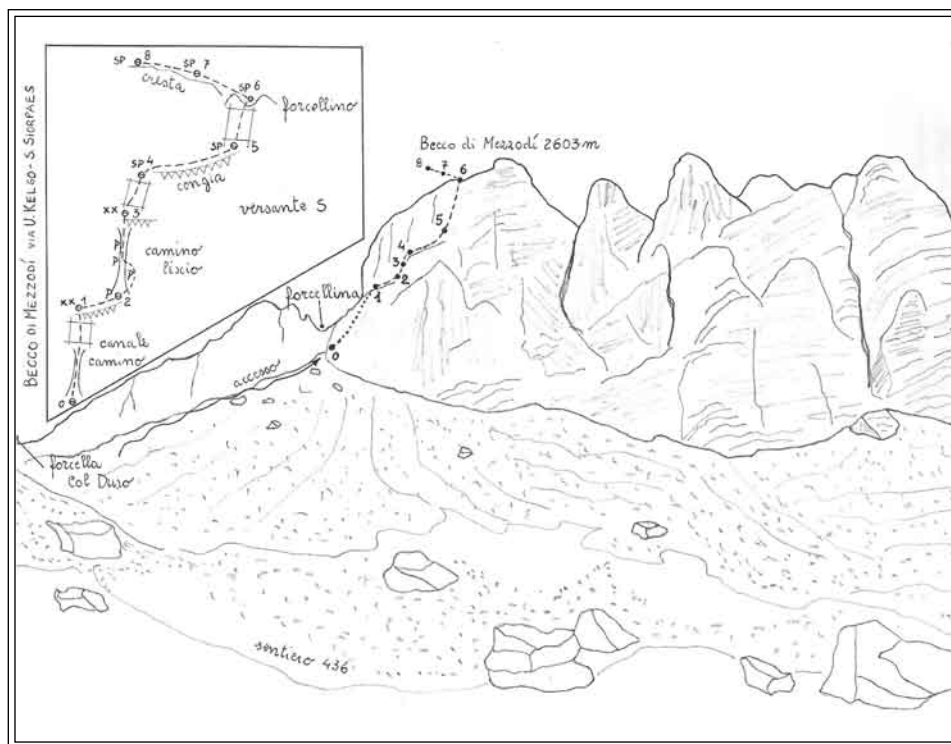 BECCO DI MEZZODÍ VIA U. KELSO - S. SIORPAES
SP 8 SP 7
SP 6
cresta
forcellino
SP 5
SP 4
cengia
versante S
XX 3
P
P
P
camino
liscio
P 2
XX 1
canale
camino
0
Becco di Mezzodí 2603 m
8 7 6
5
4
3
2
1
forcellina
0
accesso
forcella
Col Duro
sentiero 436